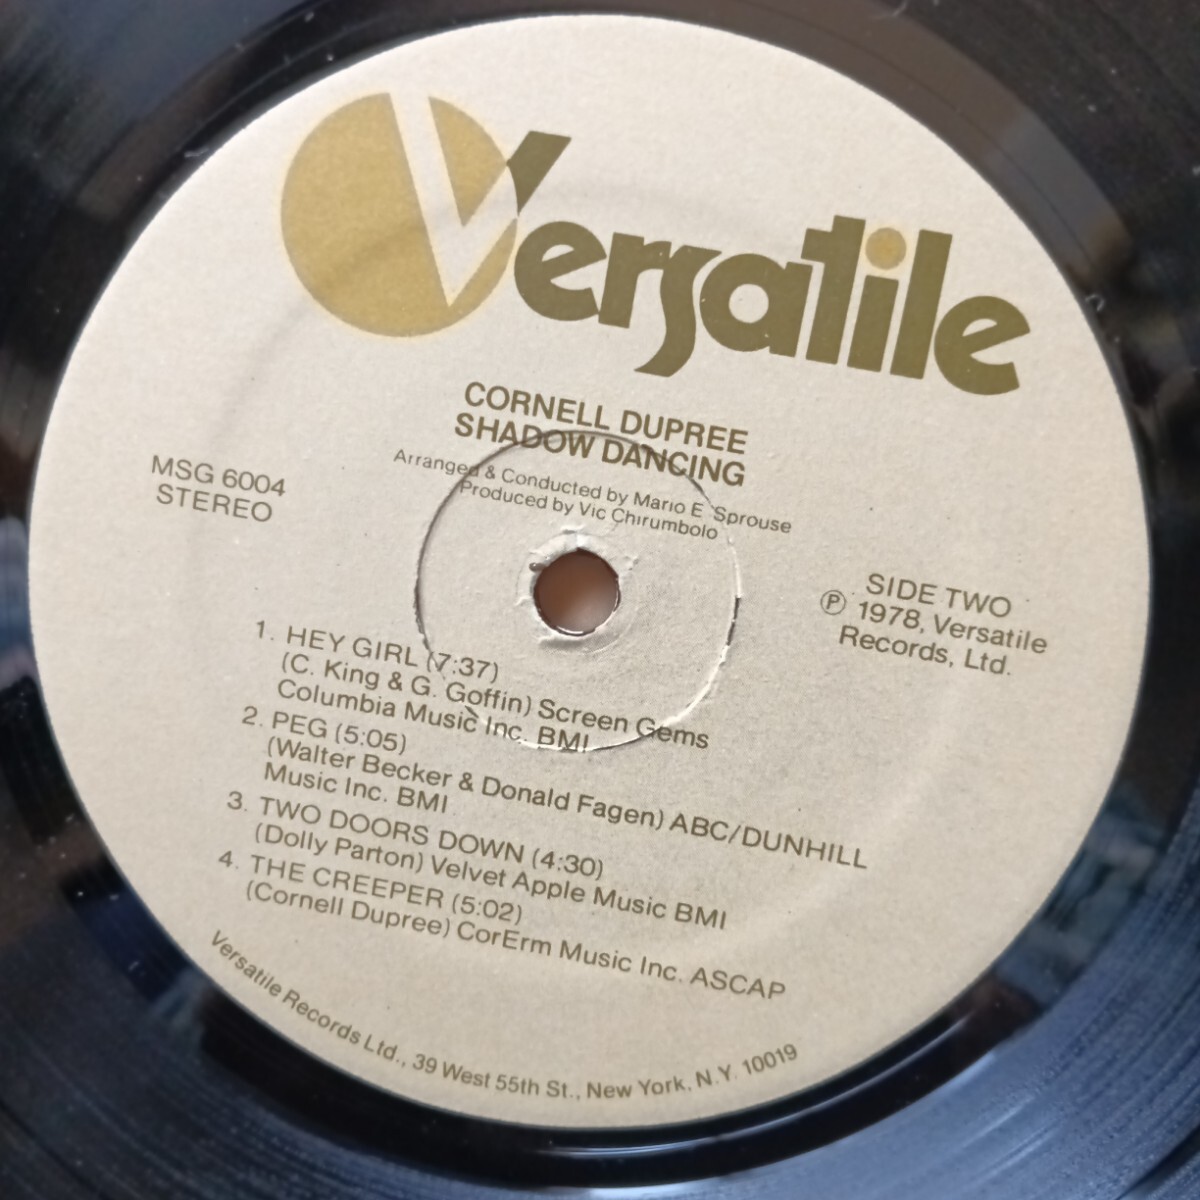 Versatile
CORNELL DUPREE
SHADOW DANCING
Arranged & Conducted by Mario E. Sprouse
Produced by Vic Chirumbolo
MSG 6004
STEREO
SIDE TWO
℗ 1978, Versatile
Records, Ltd.
1. HEY GIRL (7:37)
(C. King & G. Goffin) Screen Gems
Columbia Music Inc. BMI
2. PEG (5:05)
(Walter Becker & Donald Fagen) ABC/DUNHILL
Music Inc. BMI
3. TWO DOORS DOWN (4:30)
(Dolly Parton) Velvet Apple Music BMI
4. THE CREEPER (5:02)
(Cornell Dupree) CorErm Music Inc. ASCAP
Versatile Records Ltd., 39 West 55th St., New York, N.Y. 10019